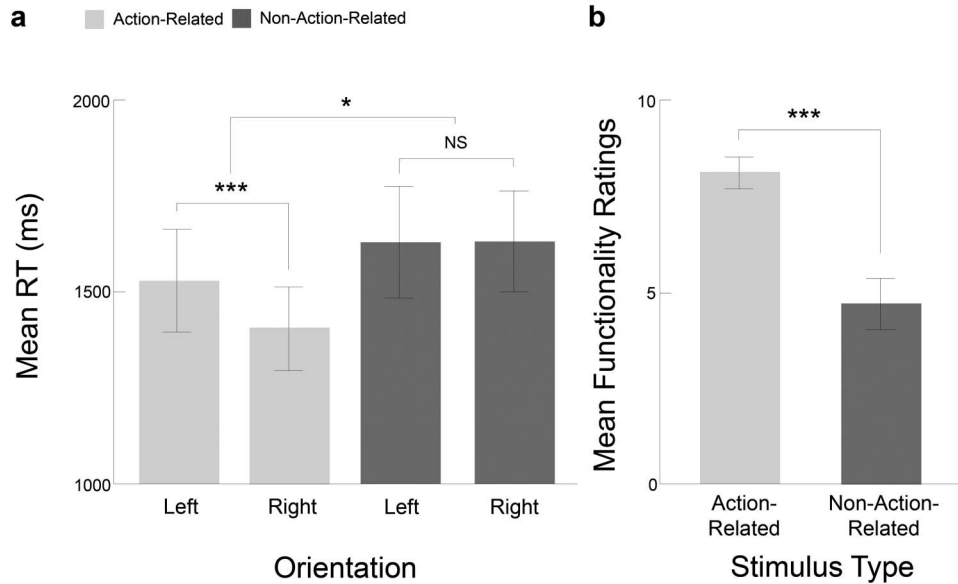 a
Action-Related Non-Action-Related
b
2000
1500
1000
Mean RT (ms)
*
***
NS
Left Right Left Right
Orientation
10
5
0
Mean Functionality Ratings
***
Action-
Related
Non-Action-
Related
Stimulus Type